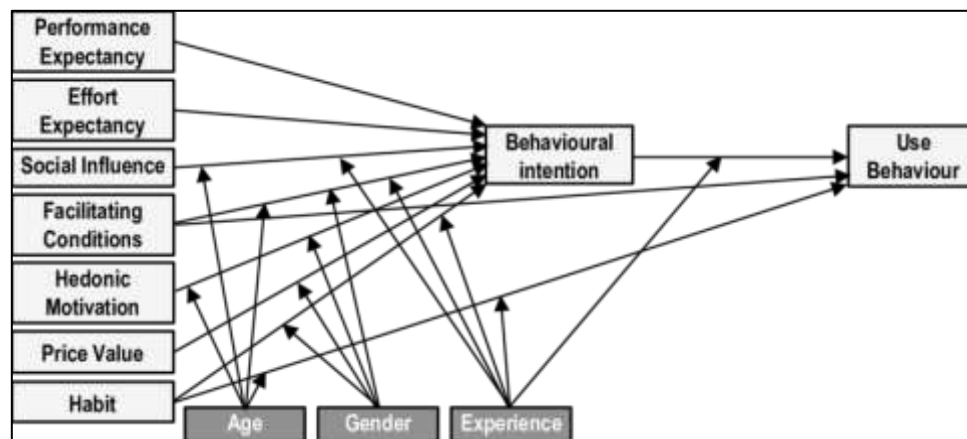 Performance
Expectancy
Effort
Expectancy
Social Influence
Facilitating
Conditions
Hedonic
Motivation
Price Value
Habit
Behavioural
intention
Use
Behaviour
Age
Gender
Experience